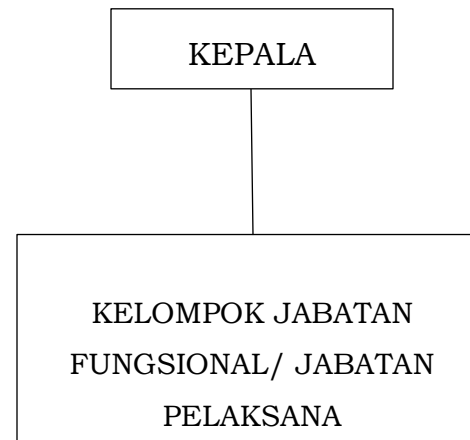 KEPALA
KELOMPOK JABATAN
FUNGSIONAL/ JABATAN
PELAKSANA